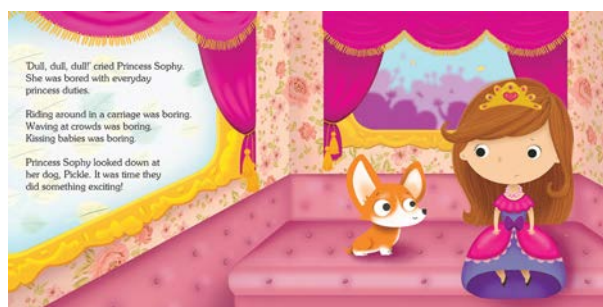 'Dull, dull, dull!' cried Princess Sophy.
She was bored with everyday
princess duties.
Riding around in a carriage was boring.
Waving at crowds was boring.
Kissing babies was boring.
Princess Sophy looked down at
her dog, Pickle. It was time they
did something exciting!